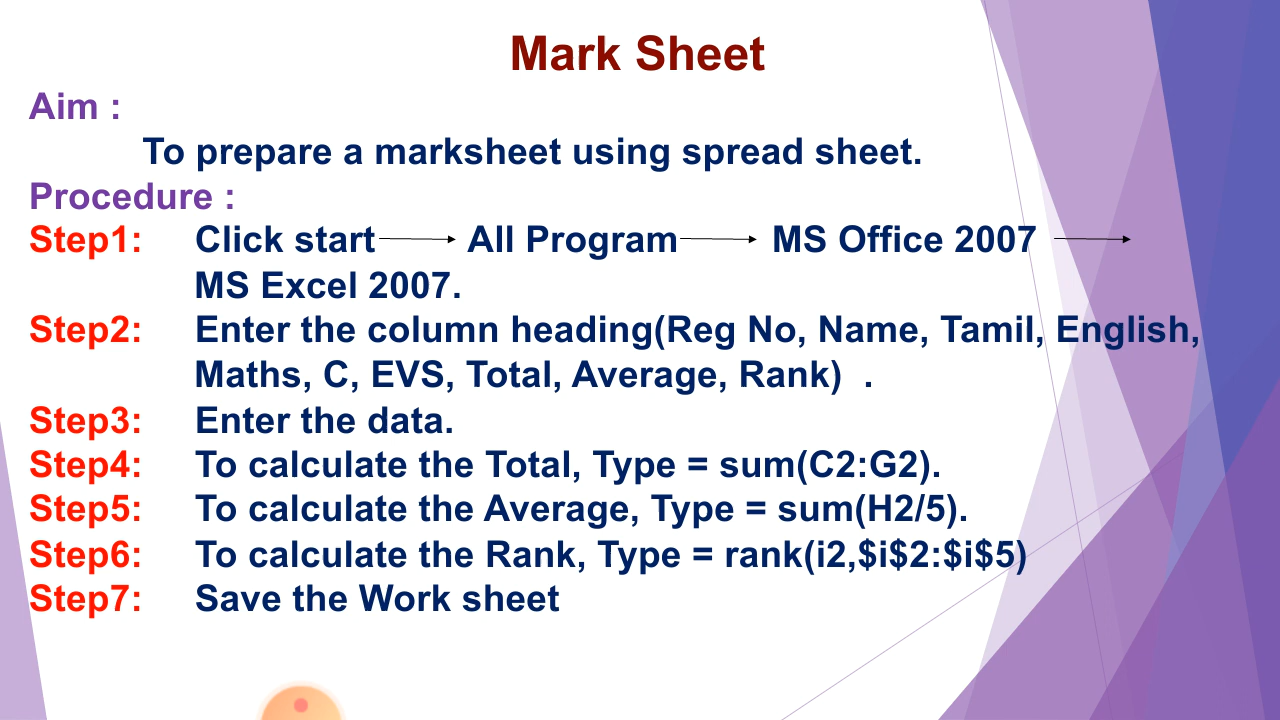 Mark Sheet
Aim :
To prepare a marksheet using spread sheet.
Procedure :
Step1: Click start All Program MS Office 2007
MS Excel 2007.
Step2: Enter the column heading(Reg No, Name, Tamil, English,
Maths, C, EVS, Total, Average, Rank) .
Step3: Enter the data.
Step4: To calculate the Total, Type = sum(C2:G2).
Step5: To calculate the Average, Type = sum(H2/5).
Step6: To calculate the Rank, Type = rank(i2,$i$2:$i$5)
Step7: Save the Work sheet